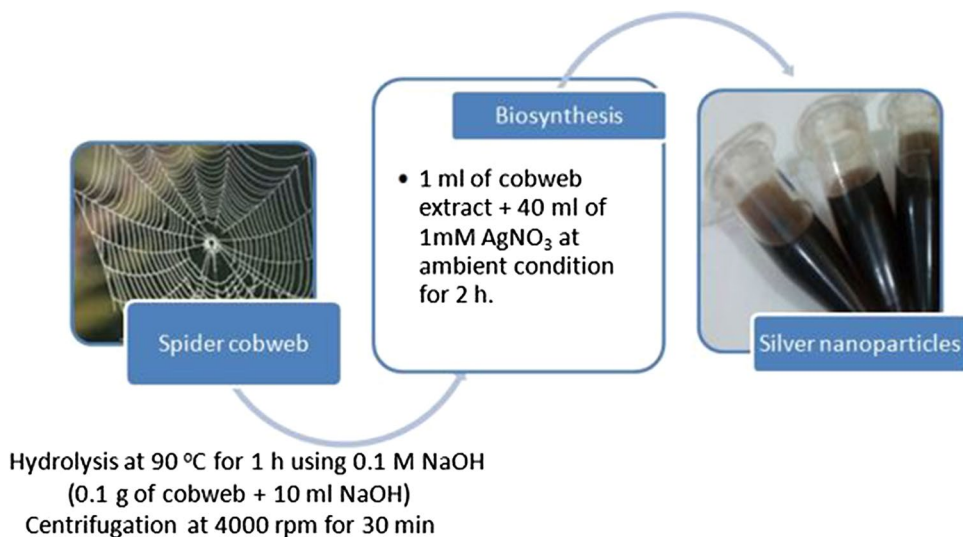 Spider cobweb
Hydrolysis at 90 °C for 1 h using 0.1 M NaOH
(0.1 g of cobweb + 10 ml NaOH)
Centrifugation at 4000 rpm for 30 min
Biosynthesis
• 1 ml of cobweb
extract + 40 ml of
1mM AgNO₃ at
ambient condition
for 2 h.
Silver nanoparticles